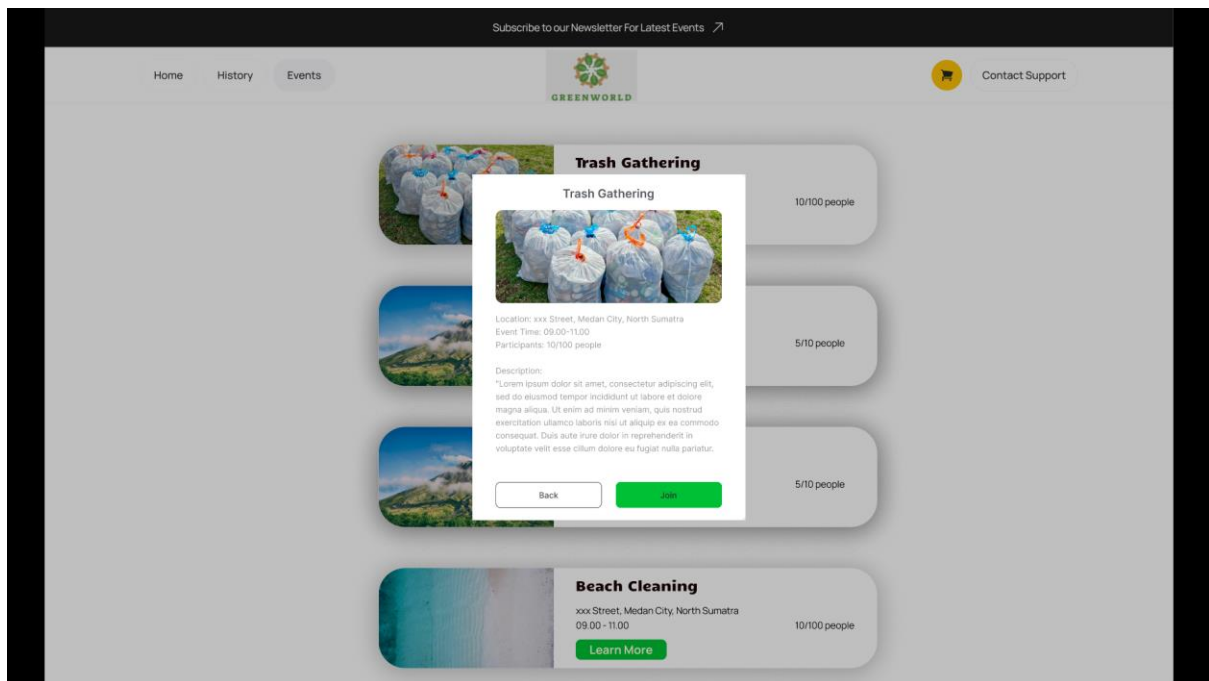 Subscribe to our Newsletter For Latest Events
Home
History
Events
GREENWORLD
Contact Support
Trash Gathering
10/100 people
Trash Gathering
Location: xxx Street, Medan City, North Sumatra
Event Time: 09.00-11.00
Participants: 10/100 people
Description:
"Lorem ipsum dolor sit amet, consectetur adipiscing elit,
sed do eiusmod tempor incididunt ut labore et dolore
magna aliqua. Ut enim ad minim veniam, quis nostrud
exercitation ullamco laboris nisi ut aliquip ex ea commodo
consequat. Duis aute irure dolor in reprehenderit in
voluptate velit esse cillum dolore eu fugiat nulla pariatur.
Back
Join
5/10 people
5/10 people
Beach Cleaning
xxx Street, Medan City, North Sumatra
09.00 - 11.00
10/100 people
Learn More